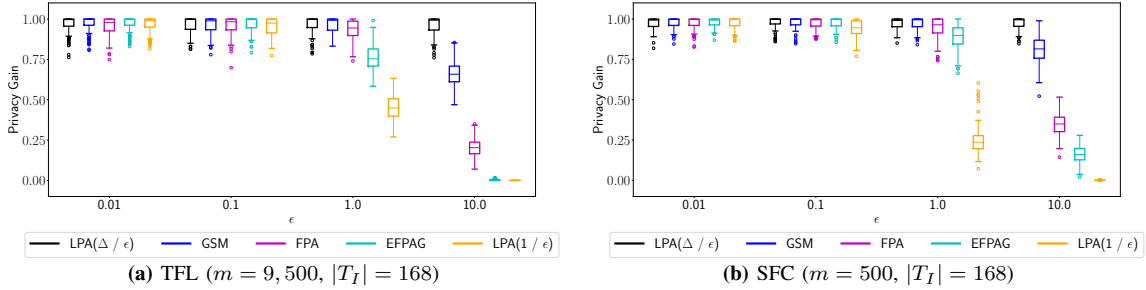 1.00
0.75
0.50
0.25
0.00
Privacy Gain
0.01 0.1 1.0 10.0
ϵ
LPA(Δ / ϵ) GSM FPA EFPAG LPA(1 / ϵ)
(a) TFL (m = 9, 500, |T_I| = 168)
1.00
0.75
0.50
0.25
0.00
Privacy Gain
0.01 0.1 1.0 10.0
ϵ
LPA(Δ / ϵ) GSM FPA EFPAG LPA(1 / ϵ)
(b) SFC (m = 500, |T_I| = 168)